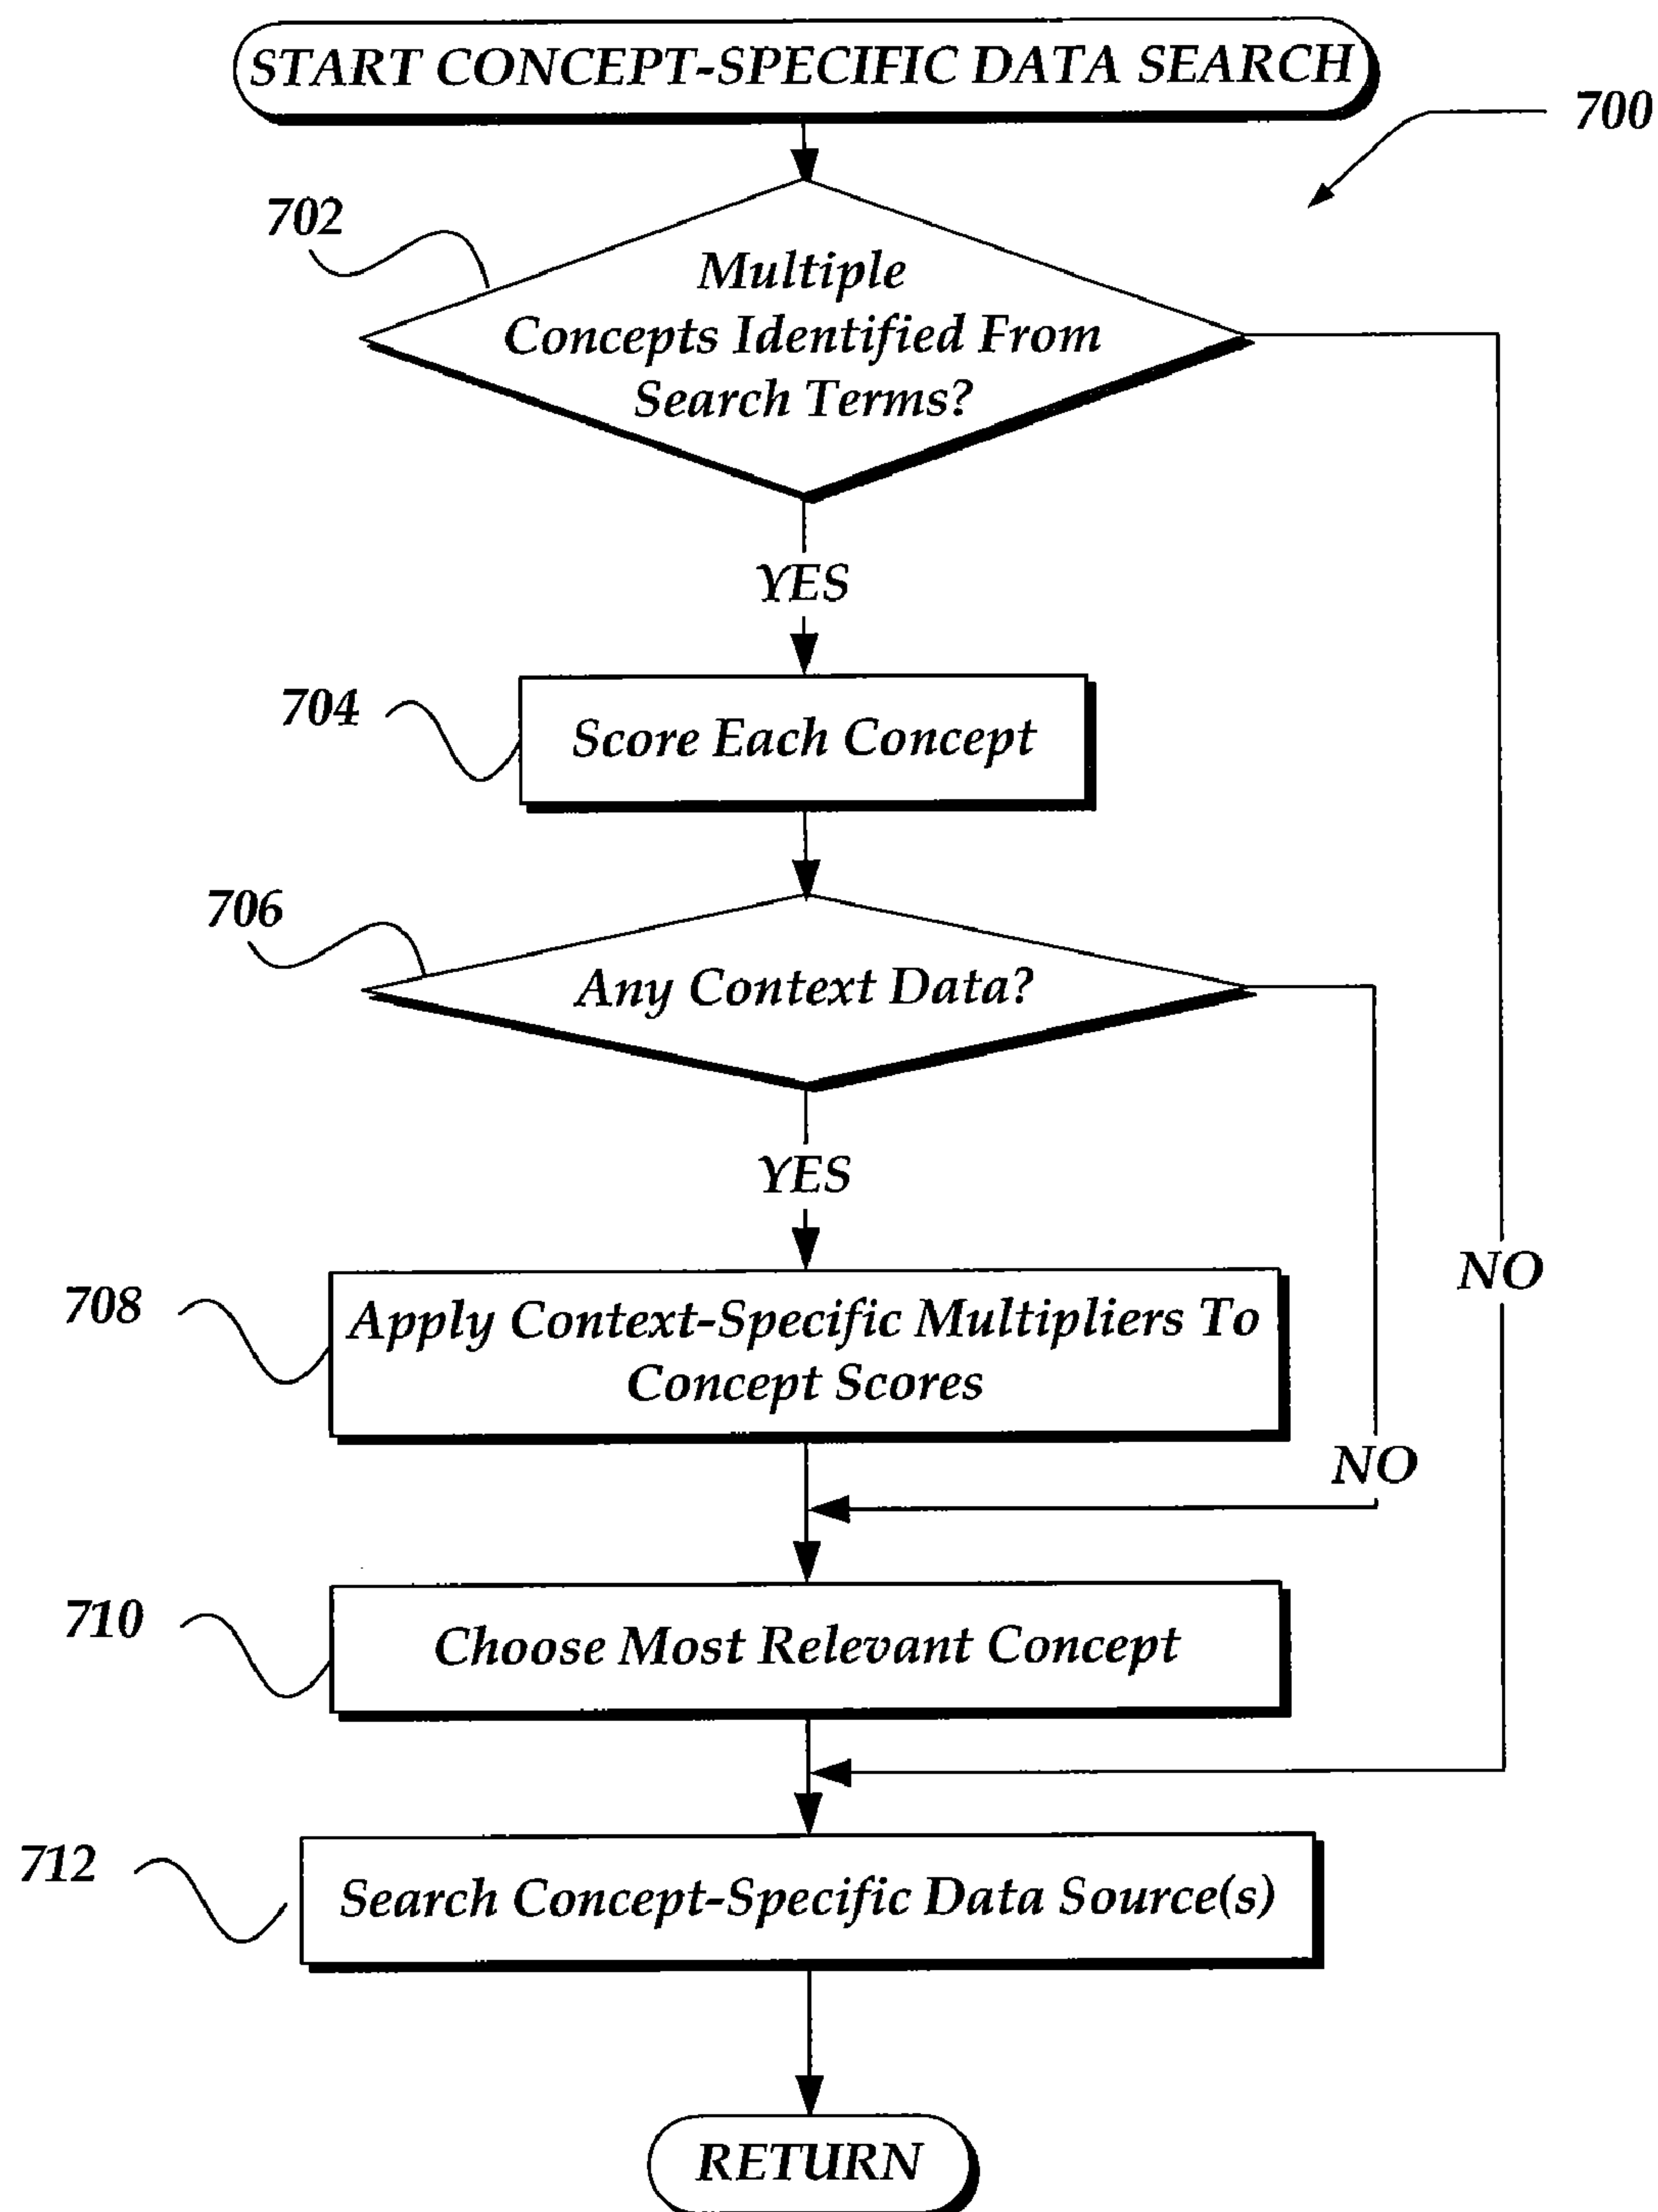 START CONCEPT-SPECIFIC DATA SEARCH
700
702
Multiple
Concepts Identified From
Search Terms?
YES
704
Score Each Concept
706
Any Context Data?
YES
NO
708
Apply Context-Specific Multipliers To
Concept Scores
NO
710
Choose Most Relevant Concept
712
Search Concept-Specific Data Source(s)
RETURN